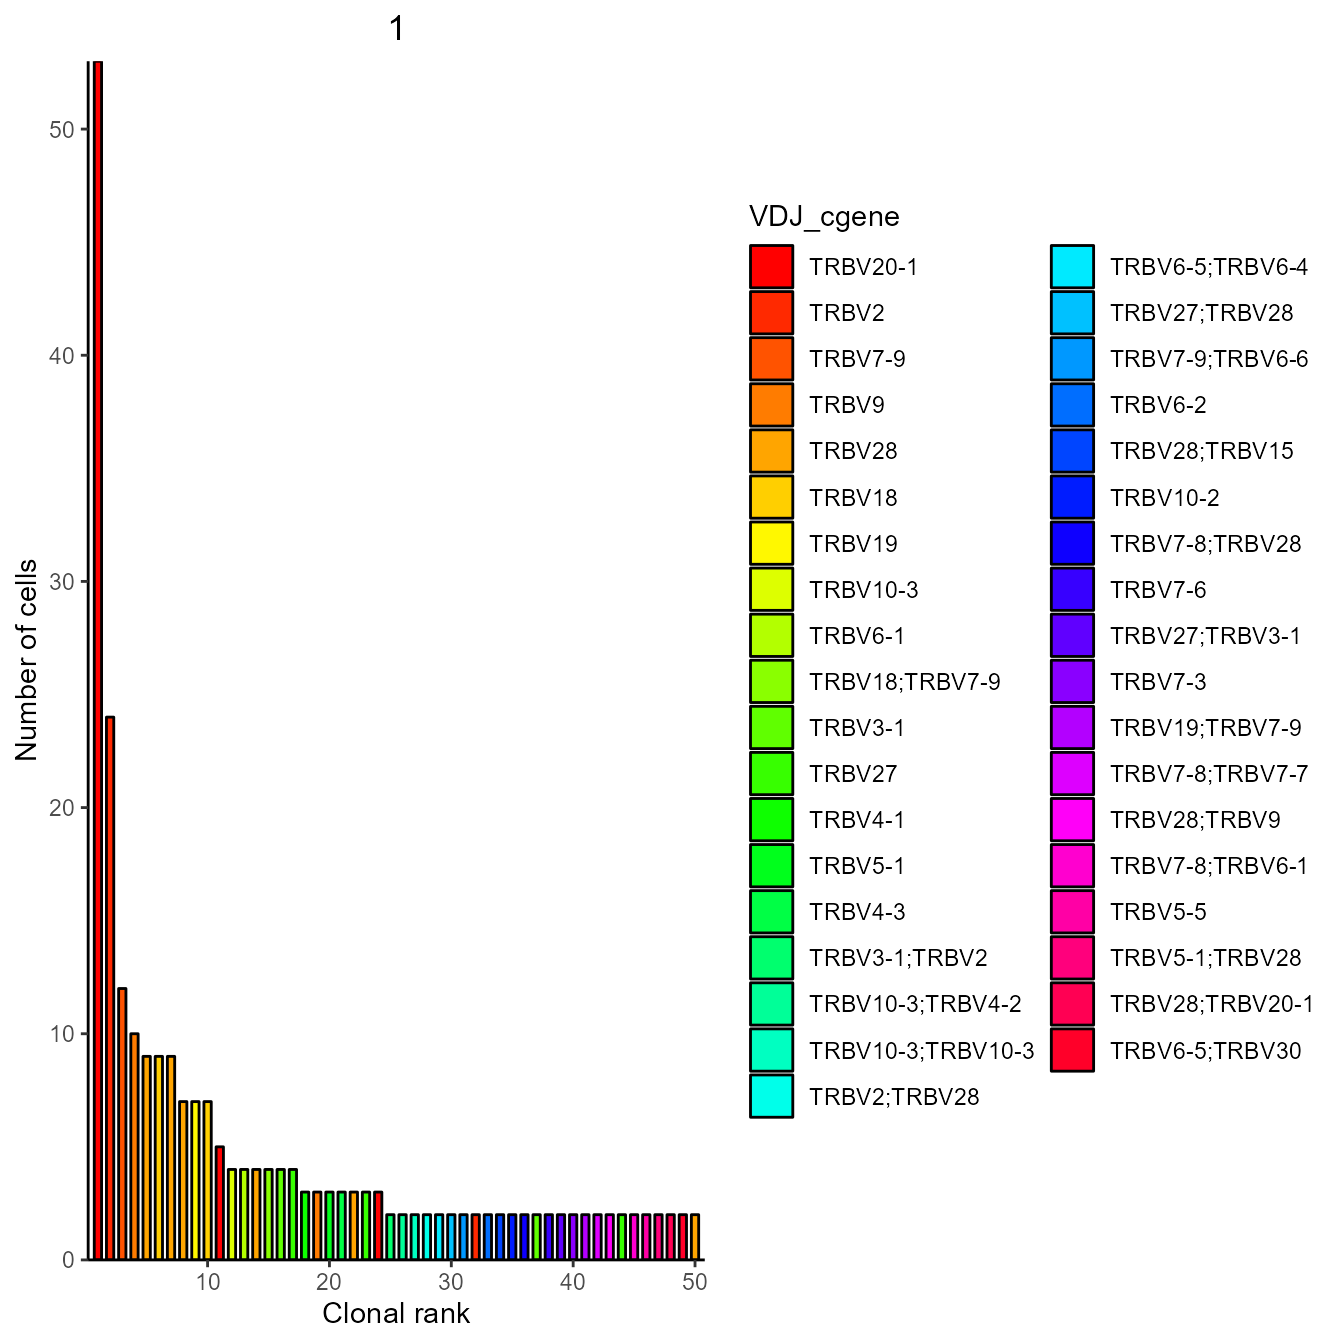 1
50
40
30
20
10
0
Number of cells
10 20 30 40 50
Clonal rank
VDJ_cgene
TRBV20-1
TRBV2
TRBV7-9
TRBV9
TRBV28
TRBV18
TRBV19
TRBV10-3
TRBV6-1
TRBV18;TRBV7-9
TRBV3-1
TRBV27
TRBV4-1
TRBV5-1
TRBV4-3
TRBV3-1;TRBV2
TRBV10-3;TRBV4-2
TRBV10-3;TRBV10-3
TRBV2;TRBV28
TRBV6-5;TRBV6-4
TRBV27;TRBV28
TRBV7-9;TRBV6-6
TRBV6-2
TRBV28;TRBV15
TRBV10-2
TRBV7-8;TRBV28
TRBV7-6
TRBV27;TRBV3-1
TRBV7-3
TRBV19;TRBV7-9
TRBV7-8;TRBV7-7
TRBV28;TRBV9
TRBV7-8;TRBV6-1
TRBV5-5
TRBV5-1;TRBV28
TRBV28;TRBV20-1
TRBV6-5;TRBV30